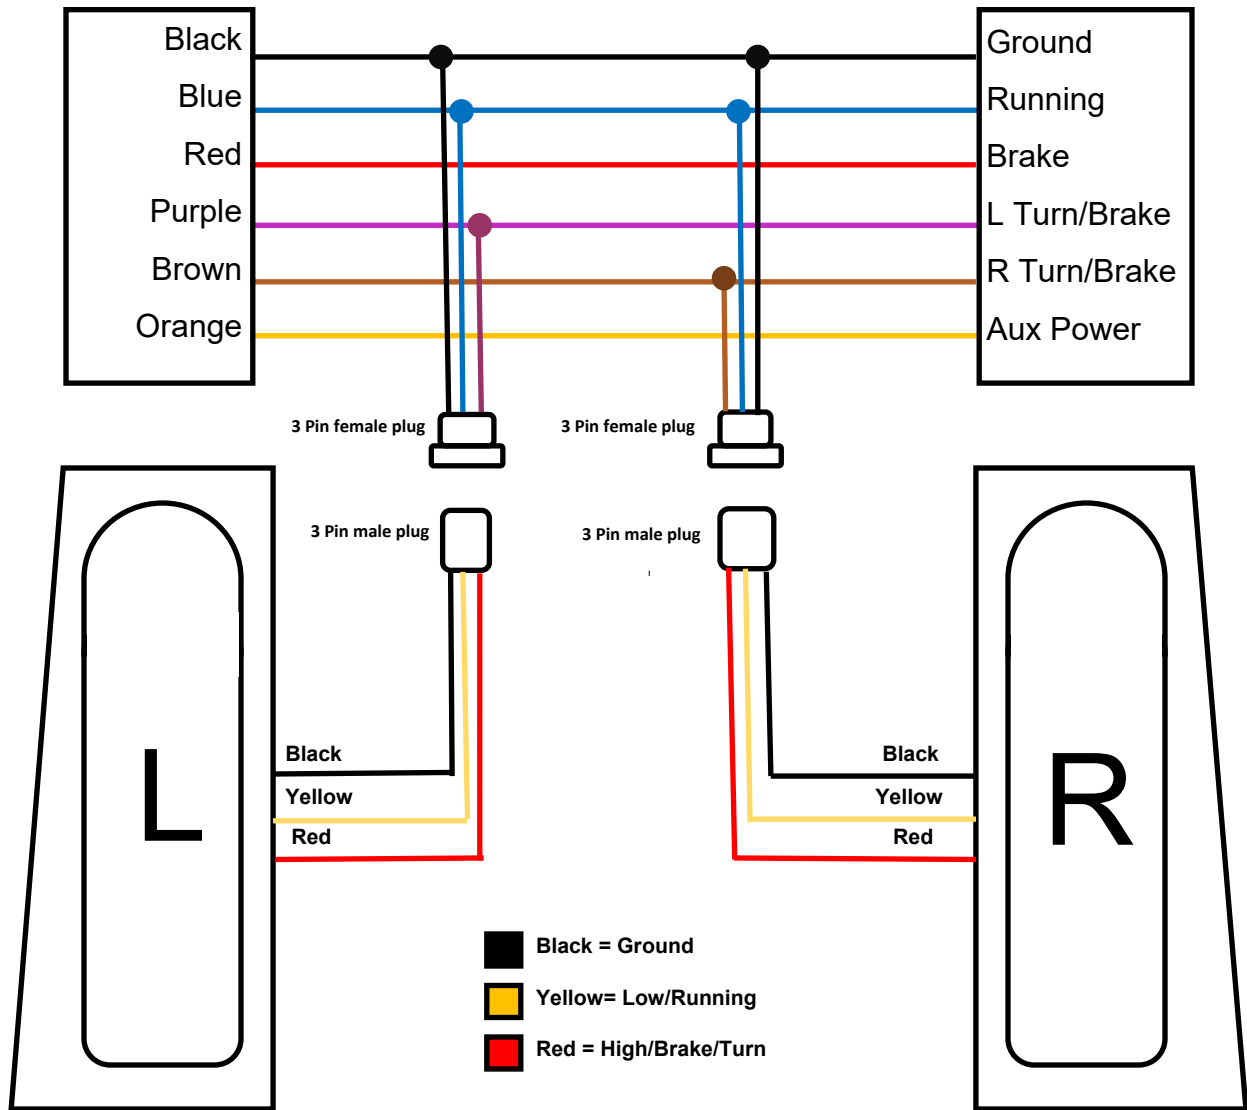 Black
Blue
Red
Purple
Brown
Orange
Ground
Running
Brake
L Turn/Brake
R Turn/Brake
Aux Power
3 Pin female plug
3 Pin female plug
3 Pin male plug
3 Pin male plug
L
Black
Yellow
Red
Black
Yellow
Red
R
Black = Ground
Yellow= Low/Running
Red = High/Brake/Turn